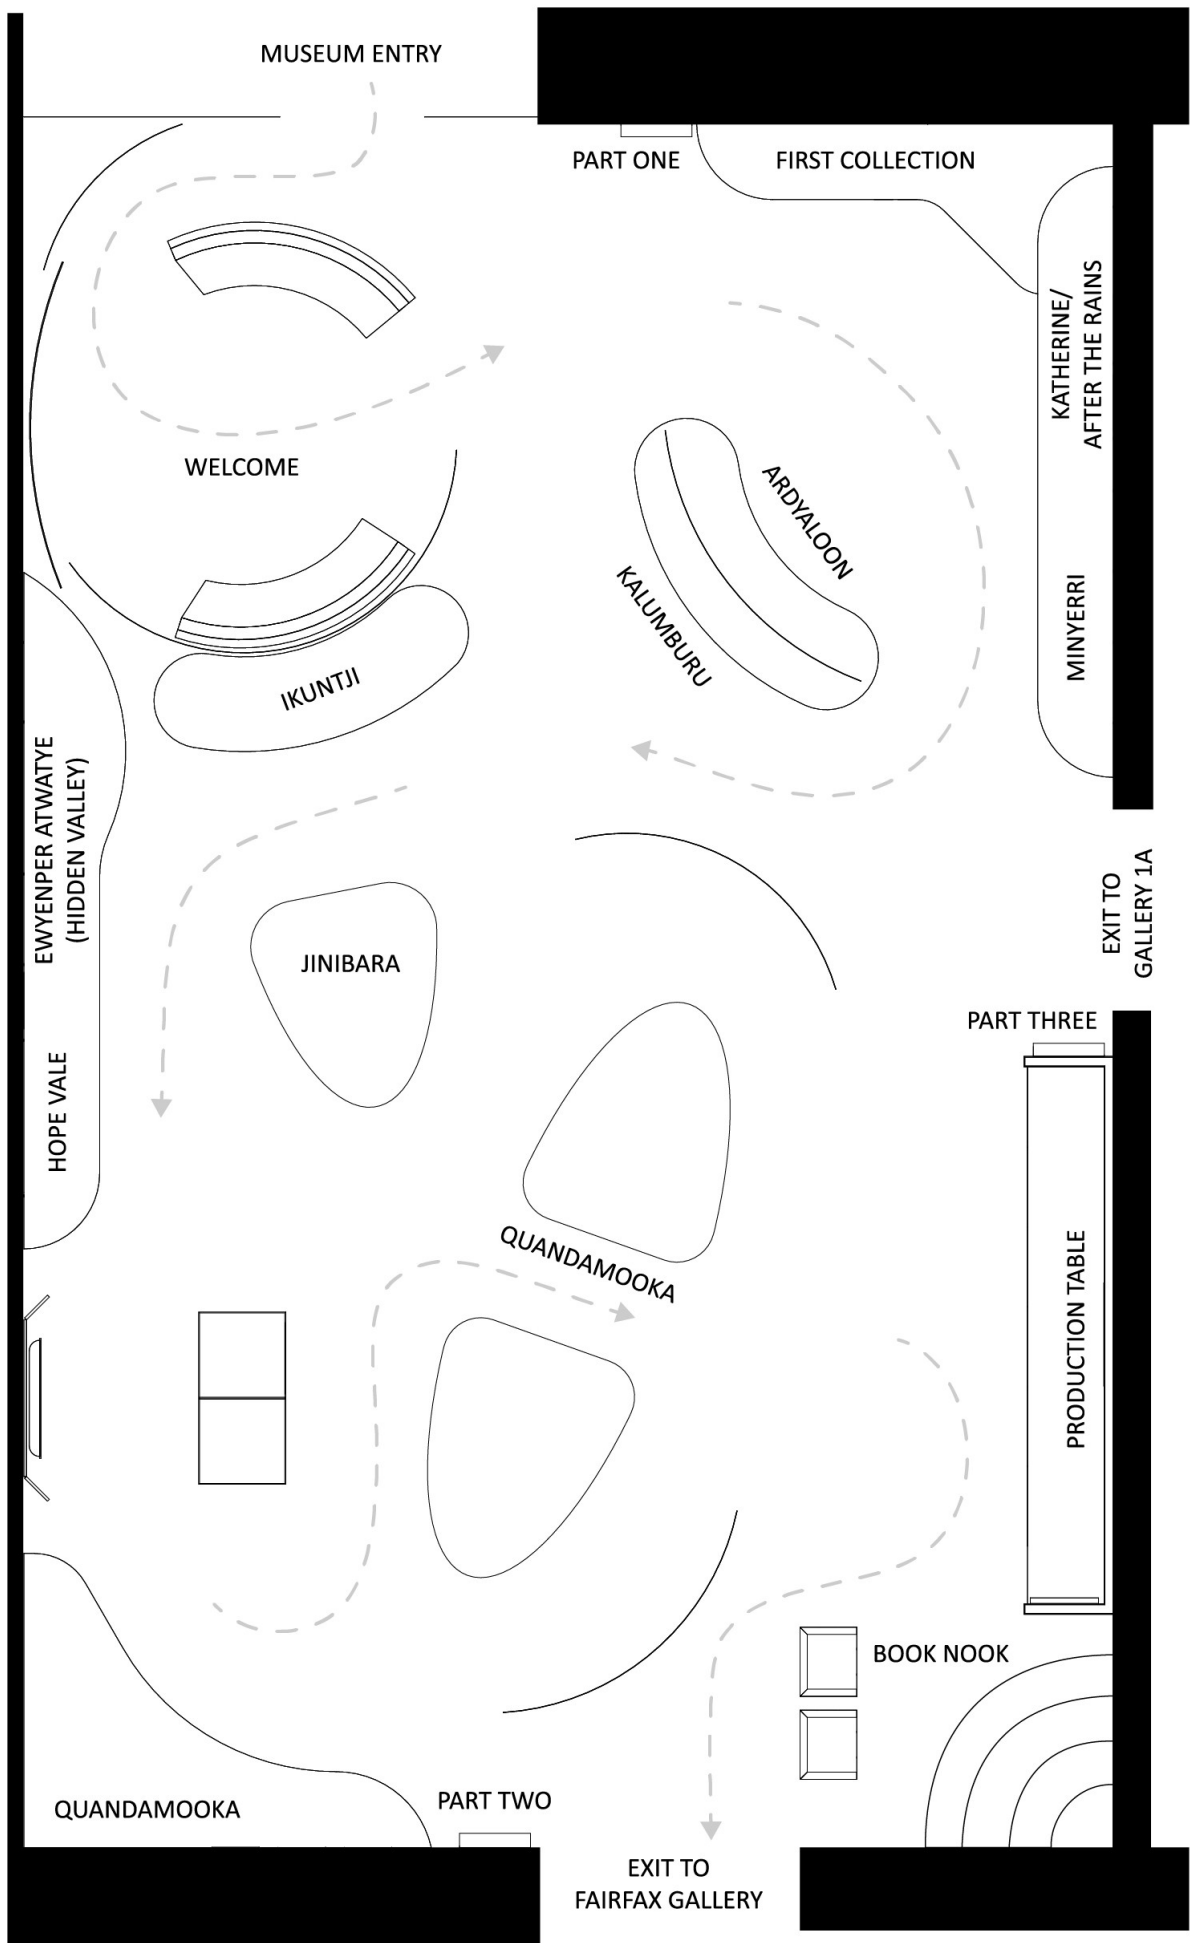 MUSEUM ENTRY
PART ONE
FIRST COLLECTION
KATHERINE/
AFTER THE RAINS
WELCOME
ARDYALOON
KALUMBURU
MINYERRI
IKUNTJI
EWYENPER ATWATYE
(HIDDEN VALLEY)
EXIT TO
GALLERY 1A
JINIBARA
PART THREE
HOPE VALE
QUANDAMOOKA
PRODUCTION TABLE
BOOK NOOK
QUANDAMOOKA
PART TWO
EXIT TO
FAIRFAX GALLERY